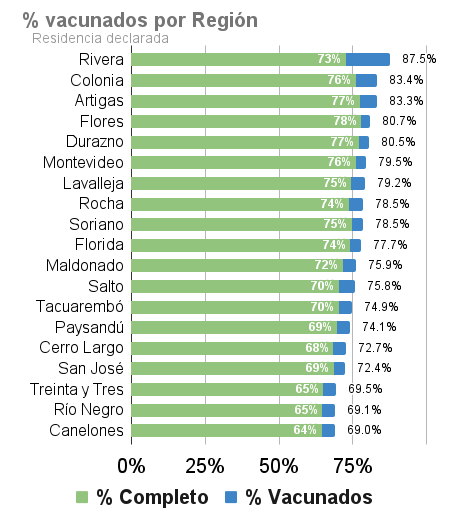 % vacunados por Región
Residencia declarada
Rivera 73% 87.5%
Colonia 76% 83.4%
Artigas 77% 83.3%
Flores 78% 80.7%
Durazno 77% 80.5%
Montevideo 76% 79.5%
Lavalleja 75% 79.2%
Rocha 74% 78.5%
Soriano 75% 78.5%
Florida 74% 77.7%
Maldonado 72% 75.9%
Salto 70% 75.8%
Tacuarembó 70% 74.9%
Paysandú 69% 74.1%
Cerro Largo 68% 72.7%
San José 69% 72.4%
Treinta y Tres 65% 69.5%
Río Negro 65% 69.1%
Canelones 64% 69.0%
0% 25% 50% 75%
% Completo % Vacunados